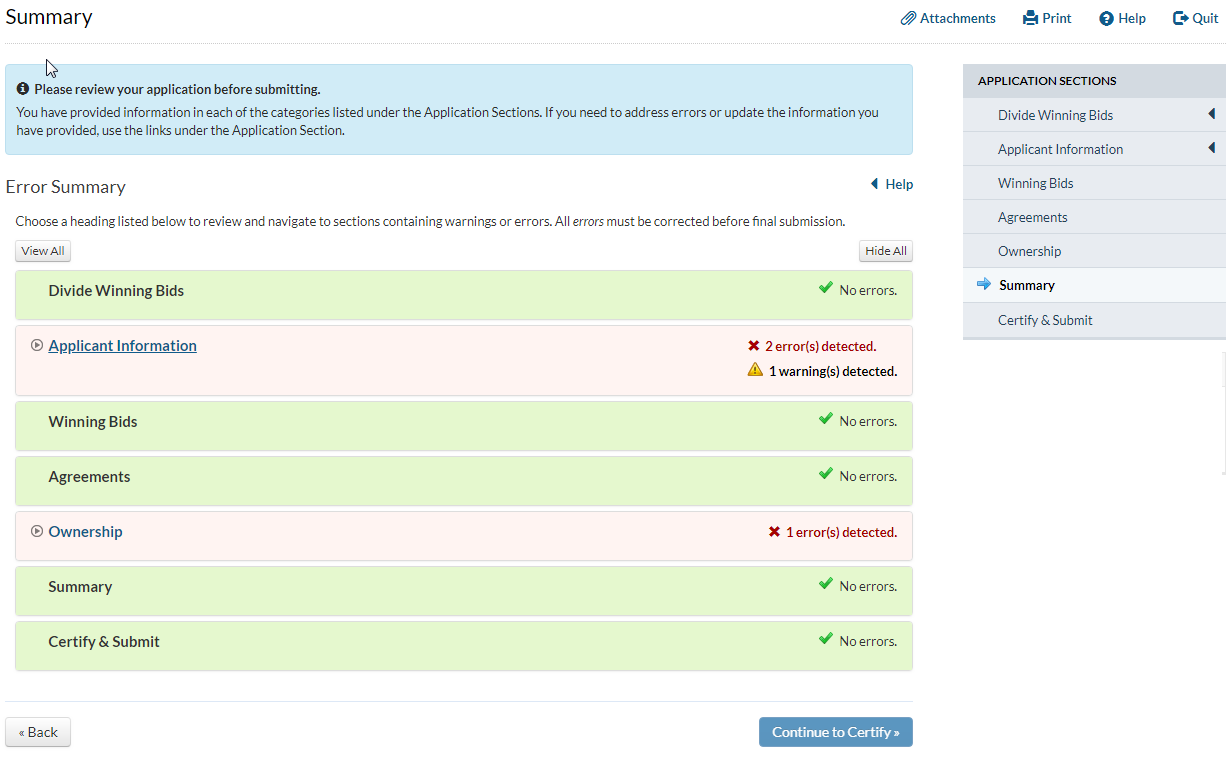 Summary
Attachments
Print
Help
Quit
Please review your application before submitting.
You have provided information in each of the categories listed under the Application Sections. If you need to address errors or update the information you
have provided, use the links under the Application Section.
Error Summary
Help
Choose a heading listed below to review and navigate to sections containing warnings or errors. All errors must be corrected before final submission.
View All
Hide All
Divide Winning Bids
No errors.
Applicant Information
2 error(s) detected.
1 warning(s) detected.
Winning Bids
No errors.
Agreements
No errors.
Ownership
1 error(s) detected.
Summary
No errors.
Certify & Submit
No errors.
« Back
Continue to Certify »
APPLICATION SECTIONS
Divide Winning Bids
Applicant Information
Winning Bids
Agreements
Ownership
Summary
Certify & Submit